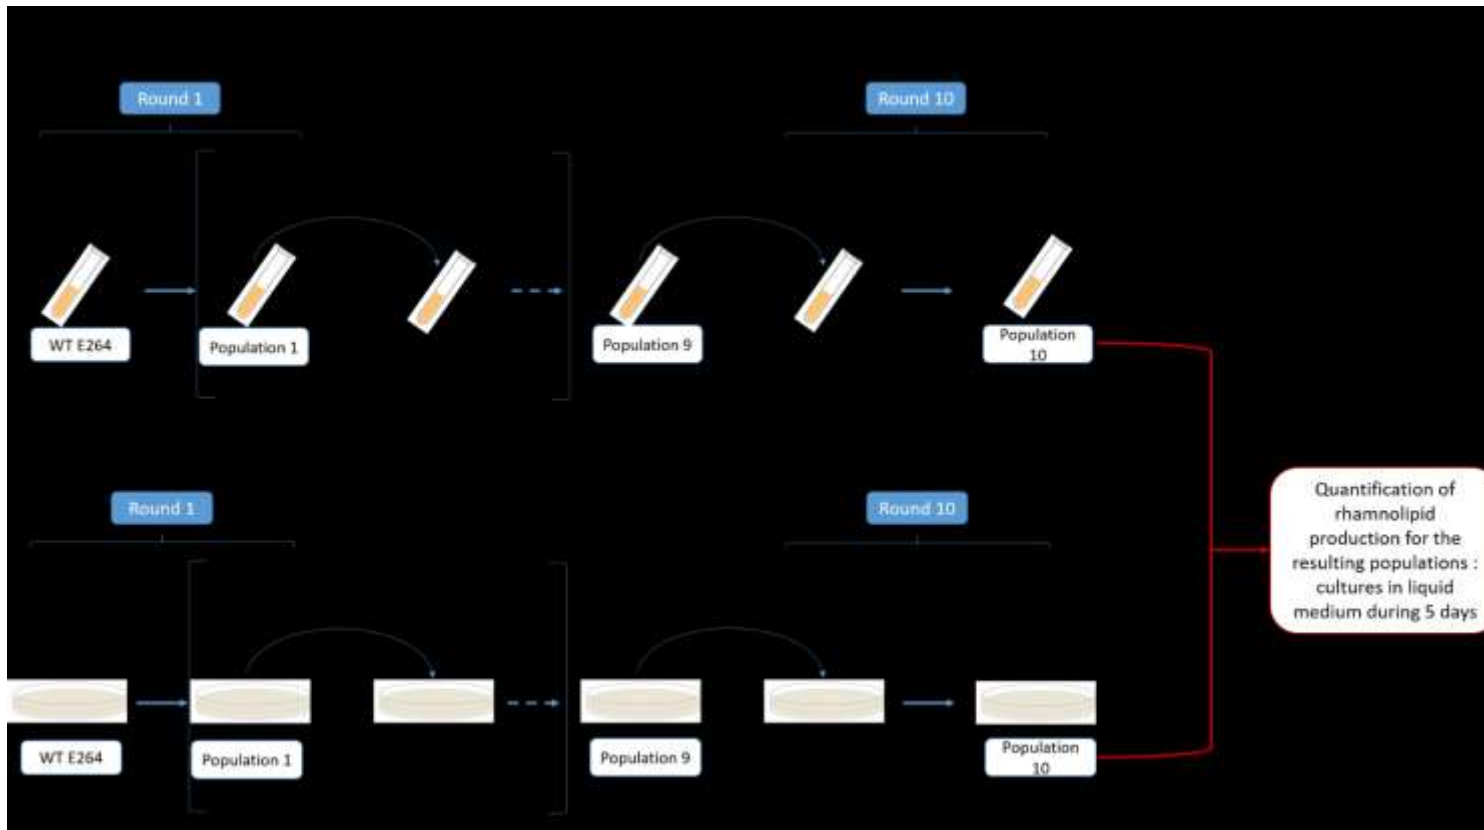 Round 1
Round 10
WT E264
Population 1
Population 9
Population
10
Round 1
Round 10
Quantification of
rhamnolipid
production for the
resulting populations :
cultures in liquid
medium during 5 days
WT E264
Population 1
Population 9
Population
10